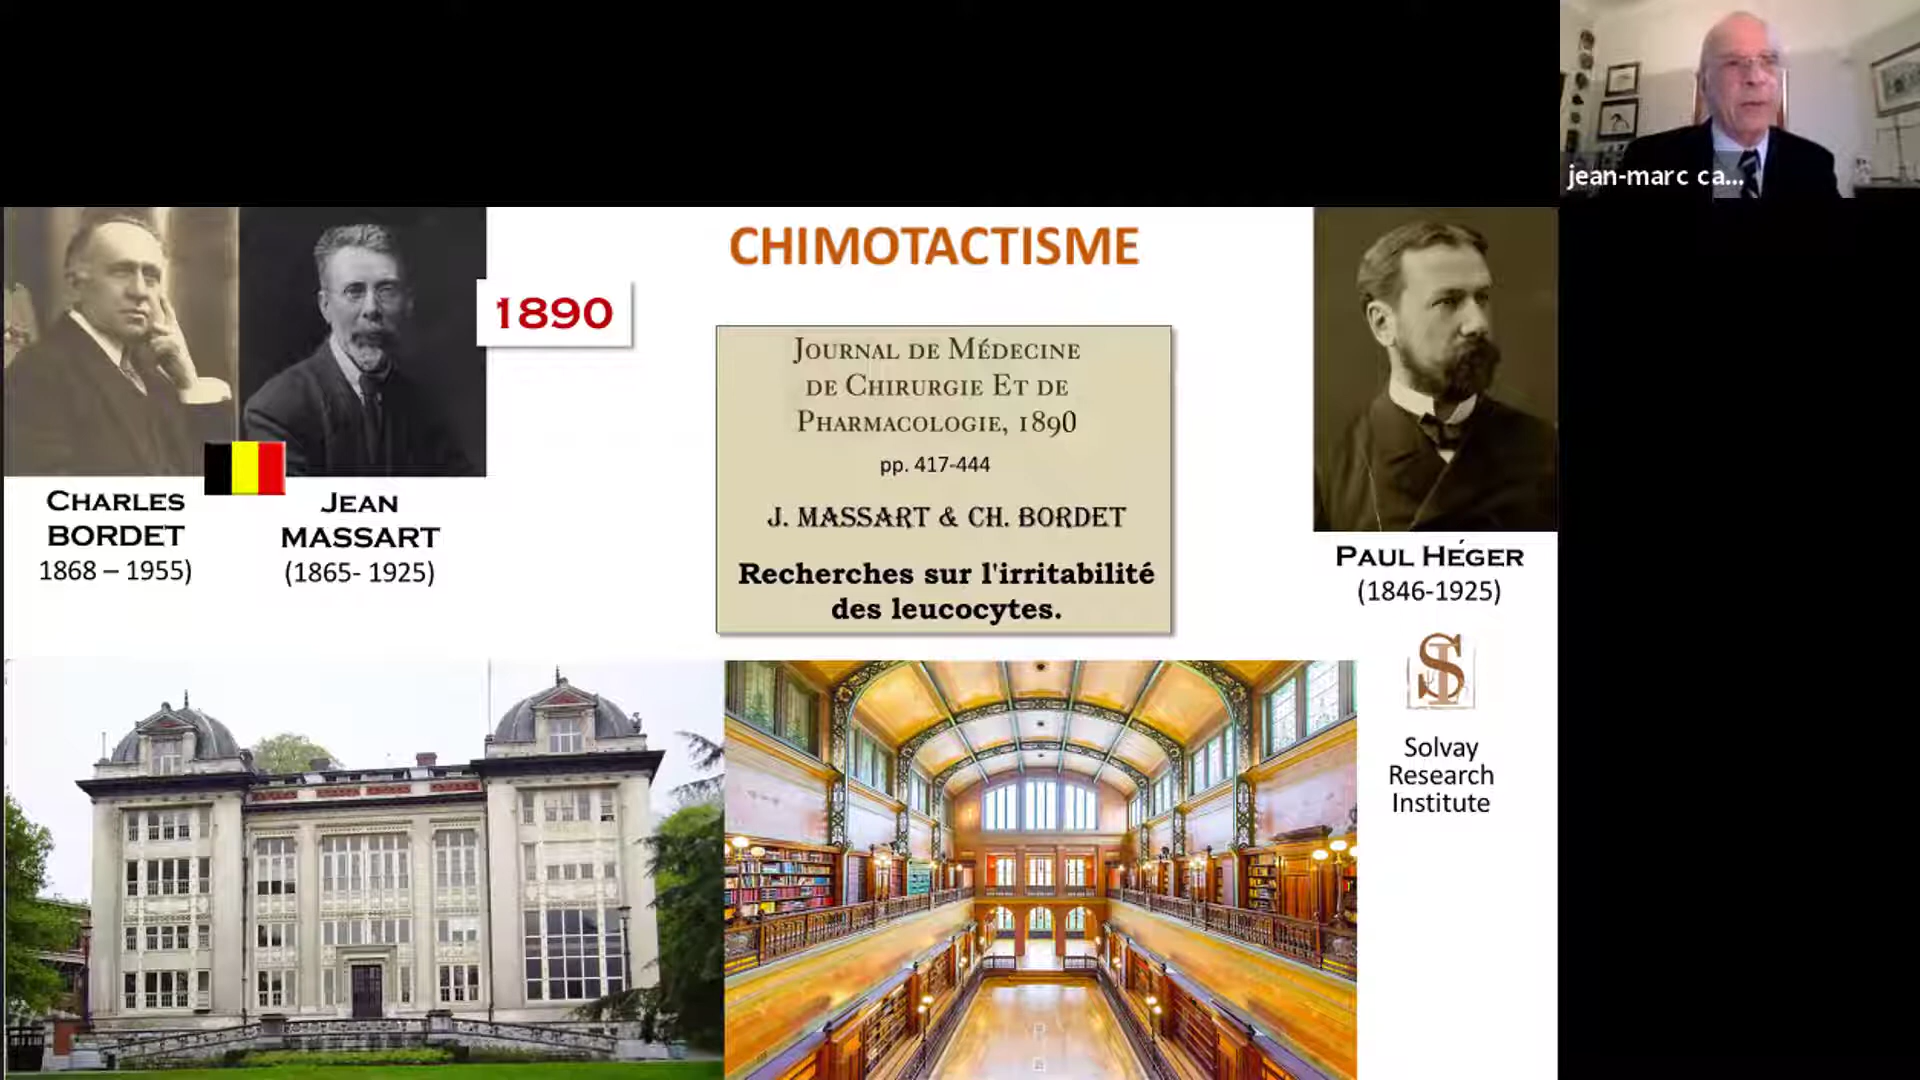 jean-marc ca...
CHIMOTACTISME
1890
JOURNAL DE MÉDECINE
DE CHIRURGIE ET DE
PHARMACOLOGIE, 1890
pp. 417-444
J. MASSART & CH. BORDET
Recherches sur l'irritabilité
des leucocytes.
CHARLES
BORDET
1868 – 1955)
JEAN
MASSART
(1865- 1925)
PAUL HÉGER
(1846-1925)
SI
Solvay
Research
Institute